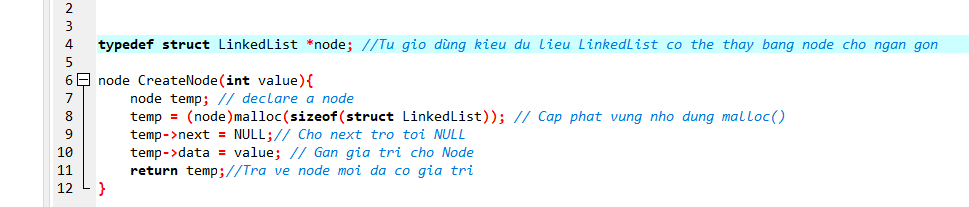 2
3
4 typedef struct LinkedList *node; //Tu gio dùng kieu du lieu LinkedList co the thay bang node cho ngan gon
5
6 node CreateNode(int value){
7 node temp; // declare a node
8 temp = (node)malloc(sizeof(struct LinkedList)); // Cap phat vung nho dung malloc()
9 temp->next = NULL;// Cho next tro toi NULL
10 temp->data = value; // Gan gia tri cho Node
11 return temp;//Tra ve node moi da co gia tri
12 }